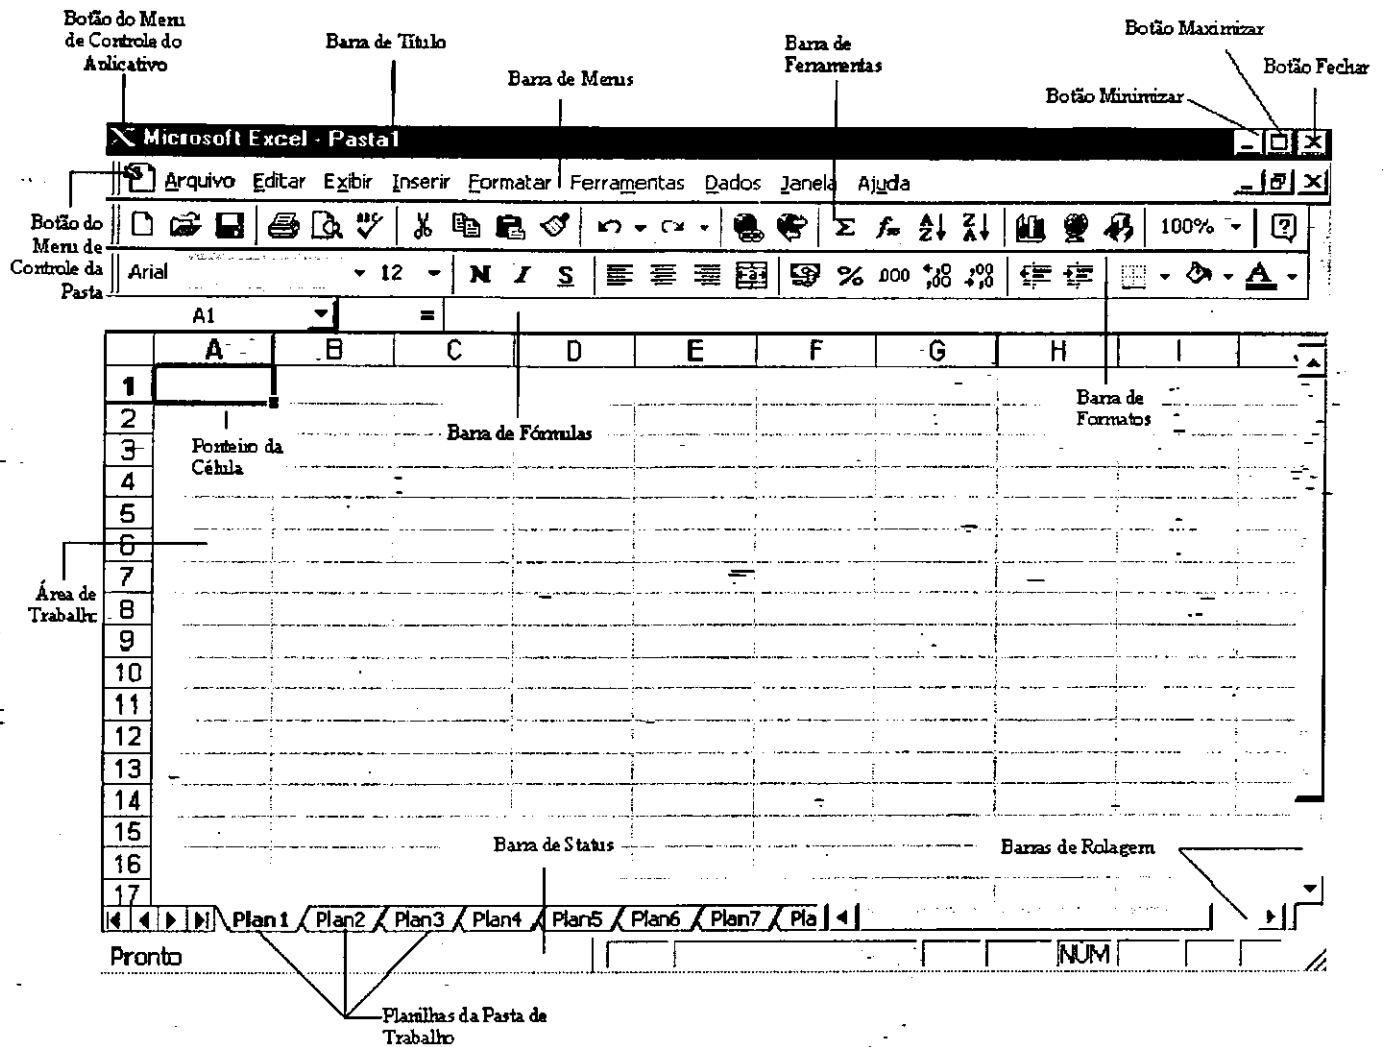 Botão do Menu
de Controle do
Aplicativo
Barra de Título
Barra de Menus
Barra de
Ferramentas
Botão Maximizar
Botão Minimizar
Botão Fechar
Microsoft Excel - Pasta1
Arquivo Editar Exibir Inserir Formatar Ferramentas Dados Janela Ajuda
100%
Botão do
Menu de
Controle da
Pasta
Arial 12 N I S % 000
A1 =
A B C D E F G H I
1
2
3
4
5
6
7
8
9
10
11
12
13
14
15
16
17
Ponteiro da
Célula
Barra de Fórmulas
Barra de
Formatos
Área de
Trabalho
Barra de Status
Barras de Rolagem
Plan1 Plan2 Plan3 Plan4 Plan5 Plan6 Plan7 Pla
Pronto NÚM
Planilhas da Pasta de
Trabalho